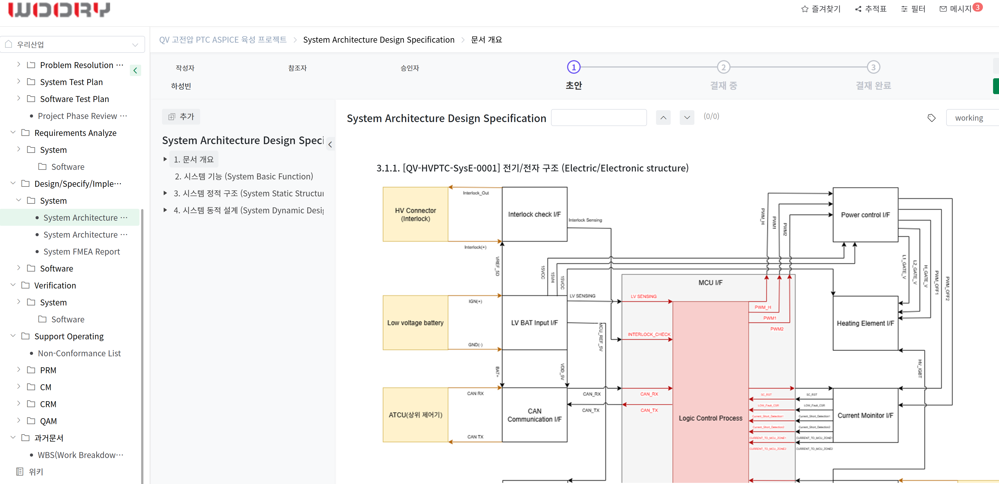 WOORY
즐겨찾기
추적표
필터
메시지
3
우리산업
Problem Resolution ···
System Test Plan
Software Test Plan
Project Phase Review ···
Requirements Analyze
System
Software
Design/Specify/Imple···
System
System Architecture ···
System Architecture ···
System FMEA Report
Software
Verification
System
Software
Support Operating
Non-Conformance List
PRM
CM
CRM
QAM
과거문서
WBS(Work Breakdow···
위키
QV 고전압 PTC ASPICE 육성 프로젝트 > System Architecture Design Specification > 문서 개요
작성자
참조자
승인자
하성빈
1
2
3
초안
결재 중
결재 완료
추가
System Architecture Design Speci
1. 문서 개요
2. 시스템 기능 (System Basic Function)
3. 시스템 정적 구조 (System Static Structur
4. 시스템 동적 설계 (System Dynamic Desig
System Architecture Design Specification
(0/0)
working
3.1.1. [QV-HVPTC-SysE-0001] 전기/전자 구조 (Electric/Electronic structure)
HV Connector
(Interlock)
Interlock_Out
Interlock(+)
Interlock check I/F
Interlock Sensing
VREF_5D
15VCC
15VH
15VCC
PWM_H
PWM1
PWM2
Power control I/F
L1_GATE_V
L2_GATE_V
H_GATE_V
PWM_OFF1
PWM_OFF2
Low voltage battery
IGN(+)
GND(-)
LV BAT Input I/F
LV SENSING
MCU_REF_5V
BAT+
VDD_5V
MCU I/F
LV SENSING
INTERLOCK_CHECK
PWM_H
PWM1
PWM2
Heating Element I/F
HV_IGBT
ATCU(상위 제어기)
CAN RX
CAN TX
CAN
Communication I/F
CAN_RX
CAN_TX
CAN_RX
CAN_TX
Logic Control Process
SC_RST
LOW_Fault_CSR
Current_Short_Detection1
Current_Short_Detection2
CURRENT_TO_MCU_ZONE1
CURRENT_TO_MCU_ZONE2
SC_RST
LOW_Fault_CSR
Current_Short_Detection1
Current_Short_Detection2
CURRENT_TO_MCU_ZONE1
CURRENT_TO_MCU_ZONE2
Current Moinitor I/F